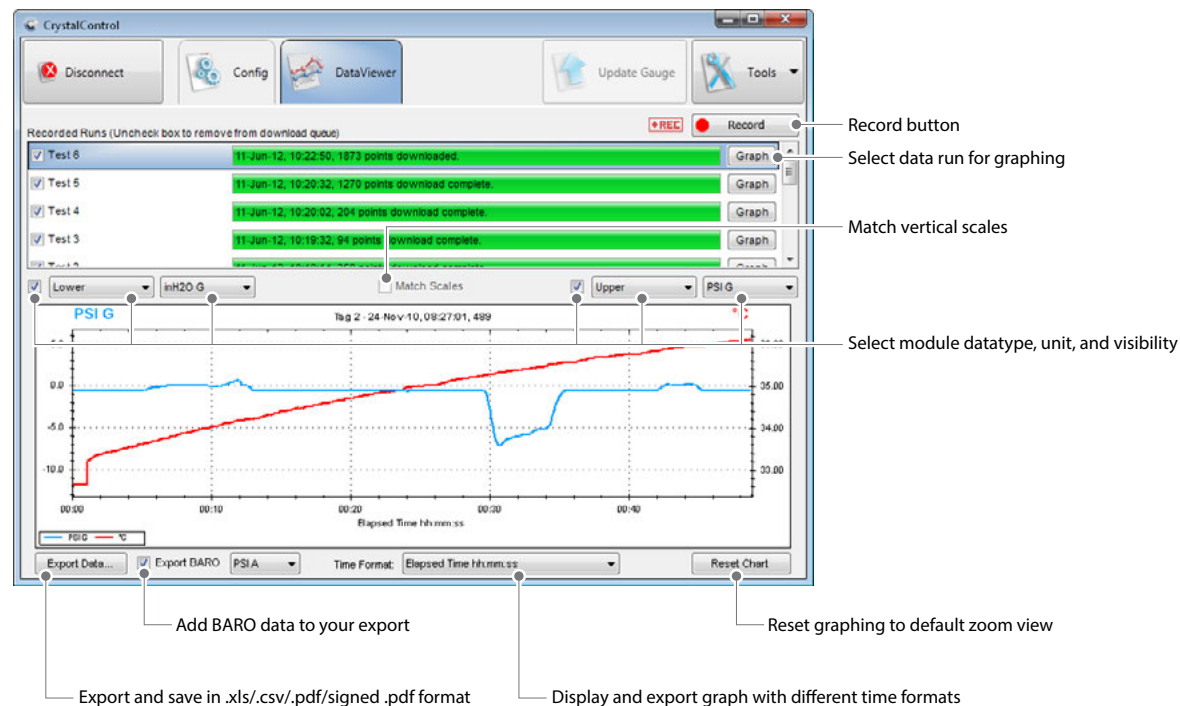 CrystalControl
Disconnect
Config
DataViewer
Update Gauge
Tools
Recorded Runs (Uncheck box to remove from download queue)
REC
Record
Record button
Test 6
11-Jun-12, 10:22:50, 1873 points downloaded.
Graph
Select data run for graphing
Test 5
11-Jun-12, 10:20:32, 1270 points download complete.
Graph
Test 4
11-Jun-12, 10:20:02, 204 points download complete.
Graph
Test 3
11-Jun-12, 10:19:32, 94 points download complete.
Graph
Match vertical scales
Lower
inH2O G
Match Scales
Upper
PSI G
PSI G
Tag 2 - 24-Nov-10, 08:27:01, 489
°C
Select module datatype, unit, and visibility
0.0
35.00
-5.0
34.00
-10.0
33.00
00:00
00:10
00:20
00:30
00:40
Elapsed Time hh:mm:ss
PSI G
°C
Export Data...
Export BARO
PSI A
Time Format:
Elapsed Time hh:mm:ss
Reset Chart
Add BARO data to your export
Reset graphing to default zoom view
Export and save in .xls/.csv/.pdf/signed .pdf format
Display and export graph with different time formats